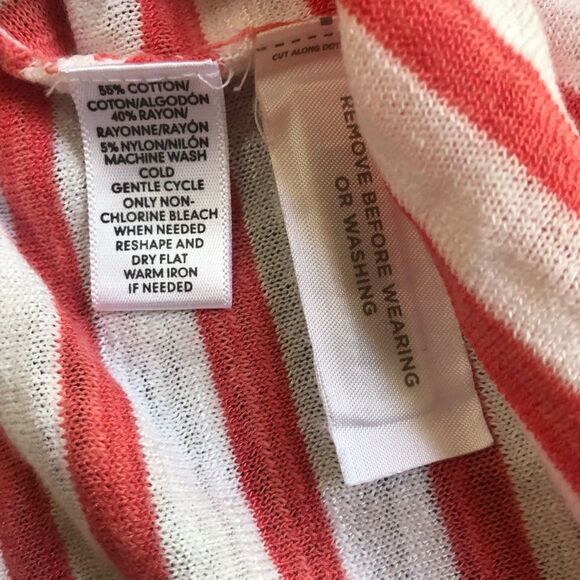 55% COTTON/
COTON/ALGODÓN
40% RAYON/
RAYONNE/RAYÓN
5% NYLON/NILÓN
MACHINE WASH
COLD
GENTLE CYCLE
ONLY NON-
CHLORINE BLEACH
WHEN NEEDED
RESHAPE AND
DRY FLAT
WARM IRON
IF NEEDED
CUT ALONG DOT
REMOVE BEFORE WEARING
OR WASHING